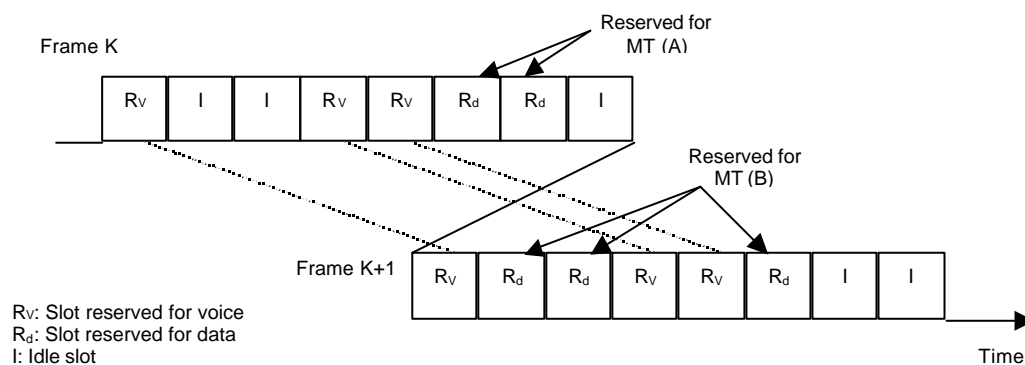 Reserved for
MT (A)
Frame K
RV I I RV RV Rd Rd I
Reserved for
MT (B)
Frame K+1
RV Rd Rd RV RV Rd I I
RV: Slot reserved for voice
Rd: Slot reserved for data
I: Idle slot
Time